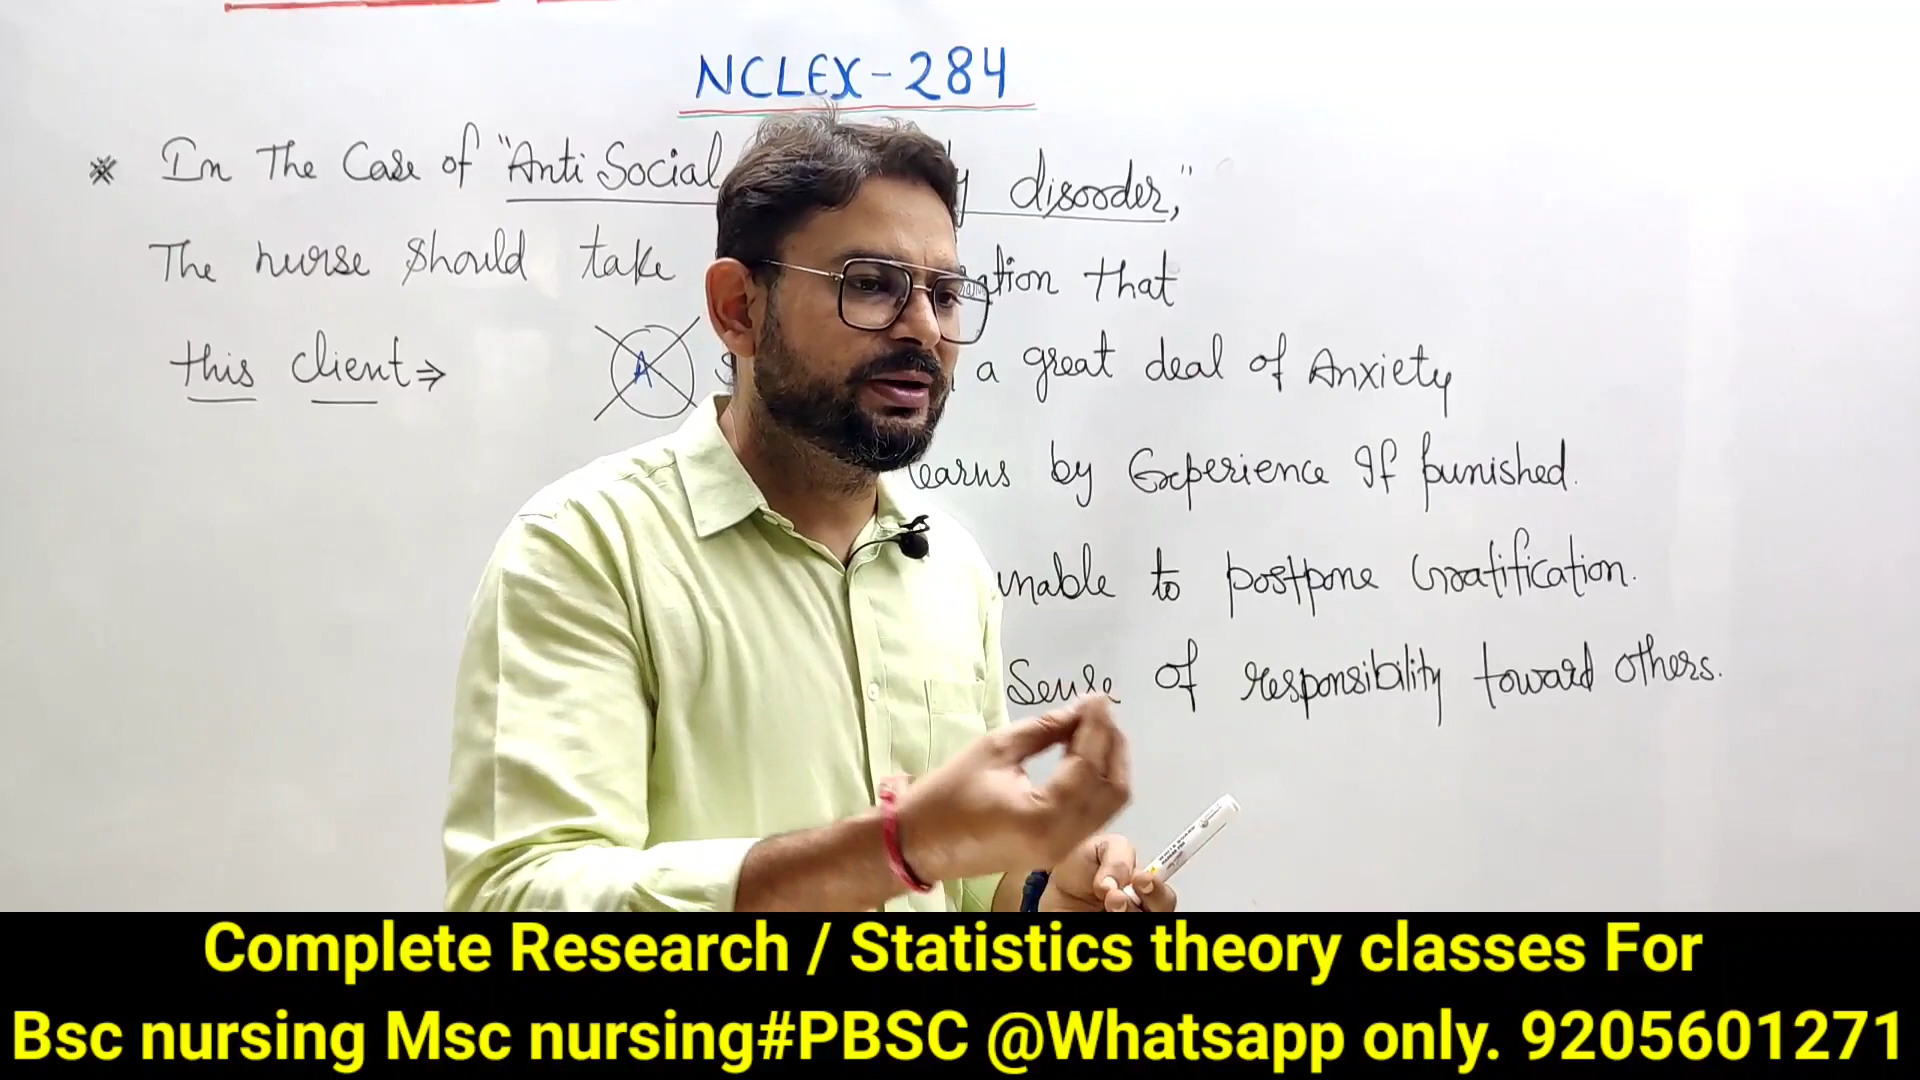 NCLEX-284
* In The Case of "Anti Social disorder,"
The nurse should take that
this client⇒ A a great deal of Anxiety
learns by Experience If punished.
unable to postpone Gratification.
Sense of responsibility toward others.
Complete Research / Statistics theory classes For
Bsc nursing Msc nursing#PBSC @Whatsapp only. 9205601271